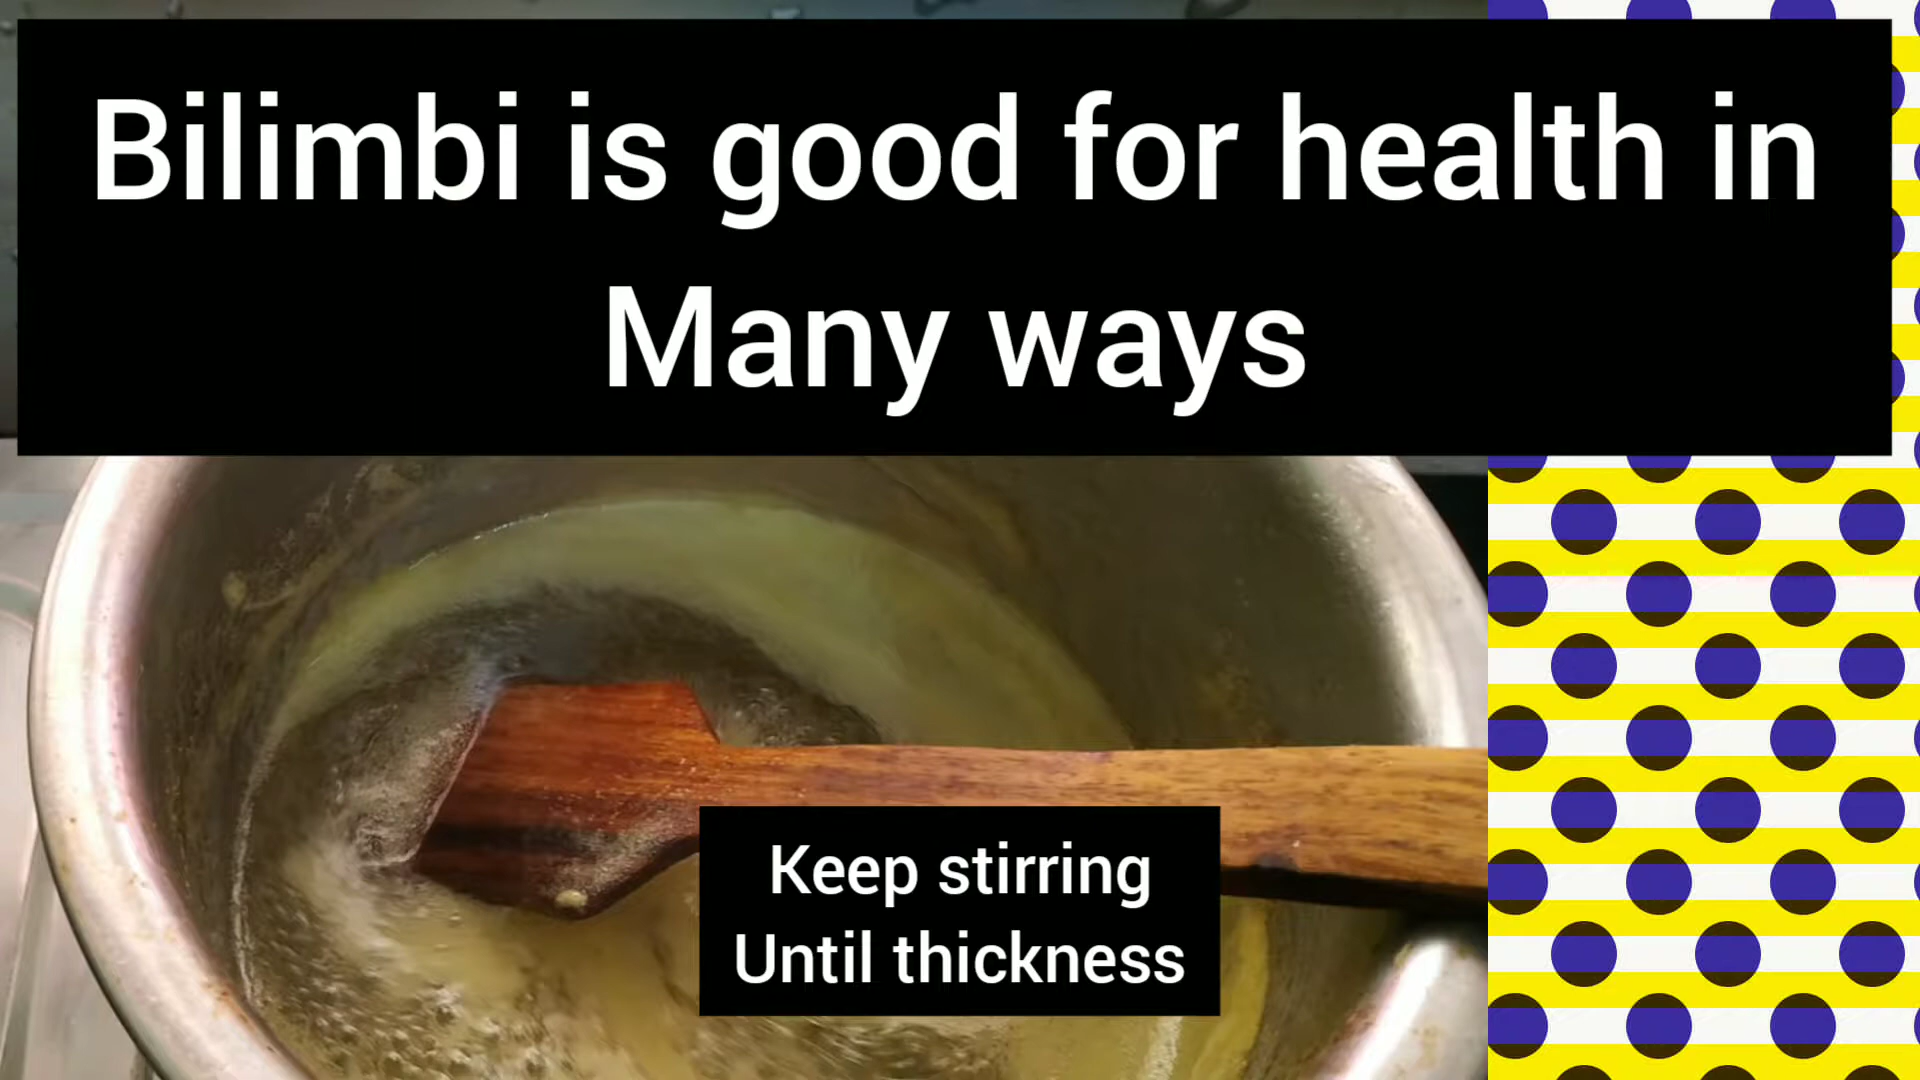 Bilimbi is good for health in
Many ways
Keep stirring
Until thickness